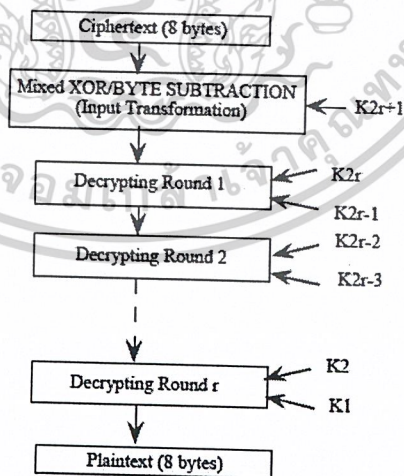 Ciphertext (8 bytes)
Mixed XOR/BYTE SUBTRACTION
(Input Transformation)
K2r+1
Decrypting Round 1
K2r
K2r-1
Decrypting Round 2
K2r-2
K2r-3
Decrypting Round r
K2
K1
Plaintext (8 bytes)